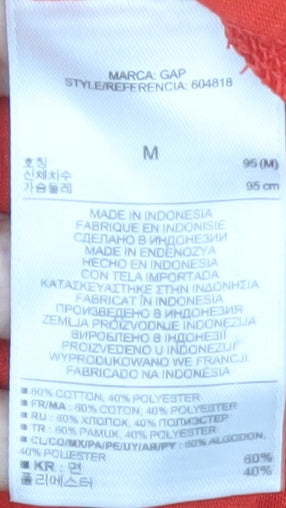 MARCA: GAP
STYLE/REFERENCIA: 604818
M
호칭 95 (M)
신체치수
가슴둘레 95 cm
MADE IN INDONESIA
FABRIQUE EN INDONISIE
СДЕЛАНО В ИНДОНЕЗИИ
MADE IN ENDENOZYA
HECHO EN INDONESIA
CON TELA IMPORTADA
ΚΑΤΑΣΚΕΥΑΣΤΗΚΕ ΣΤΗΝ ΙΝΔΟΝΗΣΙΑ
FABRICAT ÎN INDONESIA
ПРОИЗВЕДЕНО В ИНДОНЕЗИЯ
ZEMLJA PROIZVODNJE INDONEZIJA
ВИРОБЛЕНО В ІНДОНЕЗІЇ
PROIZVEDENO U INDONEZIJI
WYPRODUKOWANO WE FRANCJI
FABRICADO NA INDONESIA
■ 60% COTTON, 40% POLYESTER
■ FR/MA : 60% COTON, 40% POLYESTER
■ RU : 60% ХЛОПОК, 40% ПОЛИЭСТЕР
■ TR : 60% PAMUK, 40% POLYESTER
■ CL/CO/MX/PA/PE/UY/AR/PY : 60% ALGODON,
40% POLIESTER
■ KR : 면 60%
폴리에스터 40%